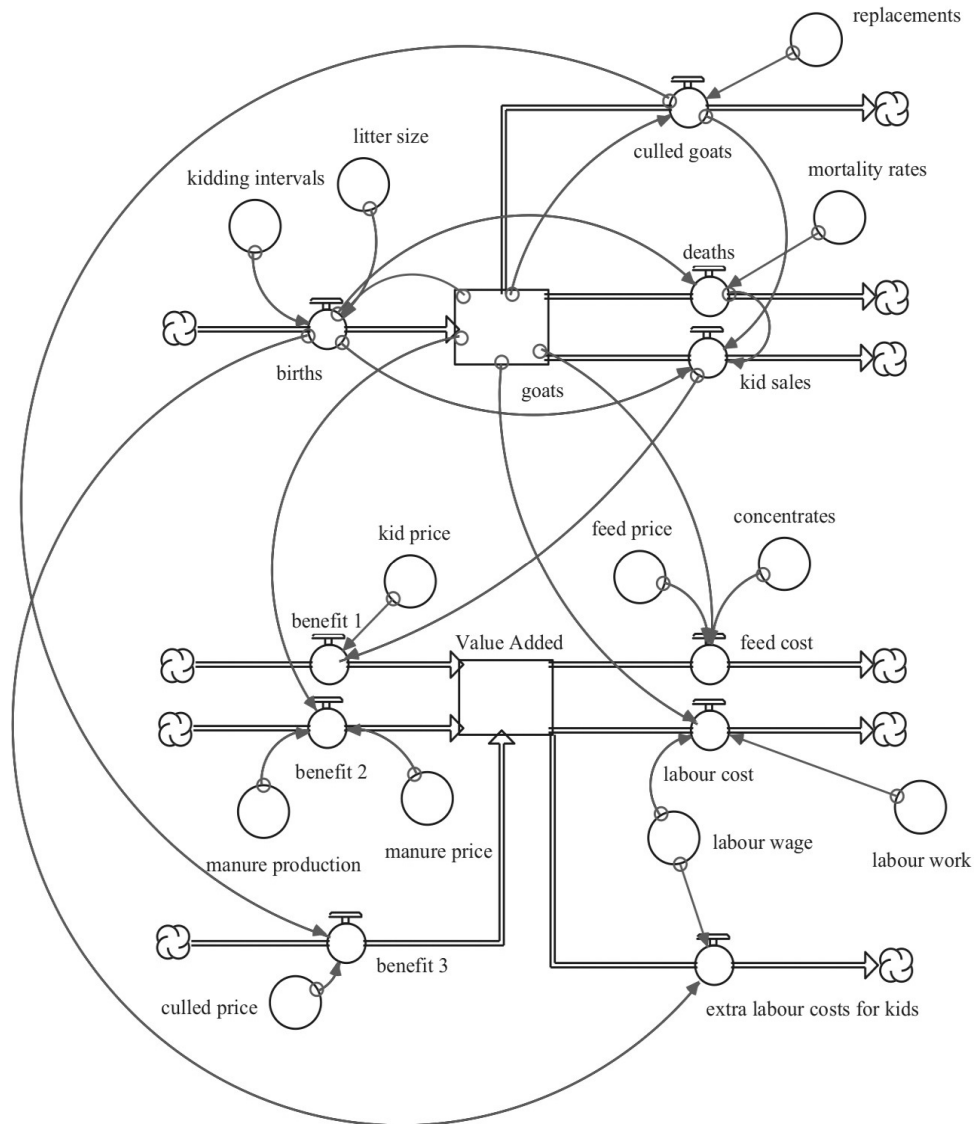 replacements
culled goats
litter size
kidding intervals
mortality rates
deaths
births
goats
kid sales
concentrates
feed price
kid price
benefit 1
Value Added
feed cost
benefit 2
labour cost
manure production
manure price
labour wage
labour work
benefit 3
culled price
extra labour costs for kids